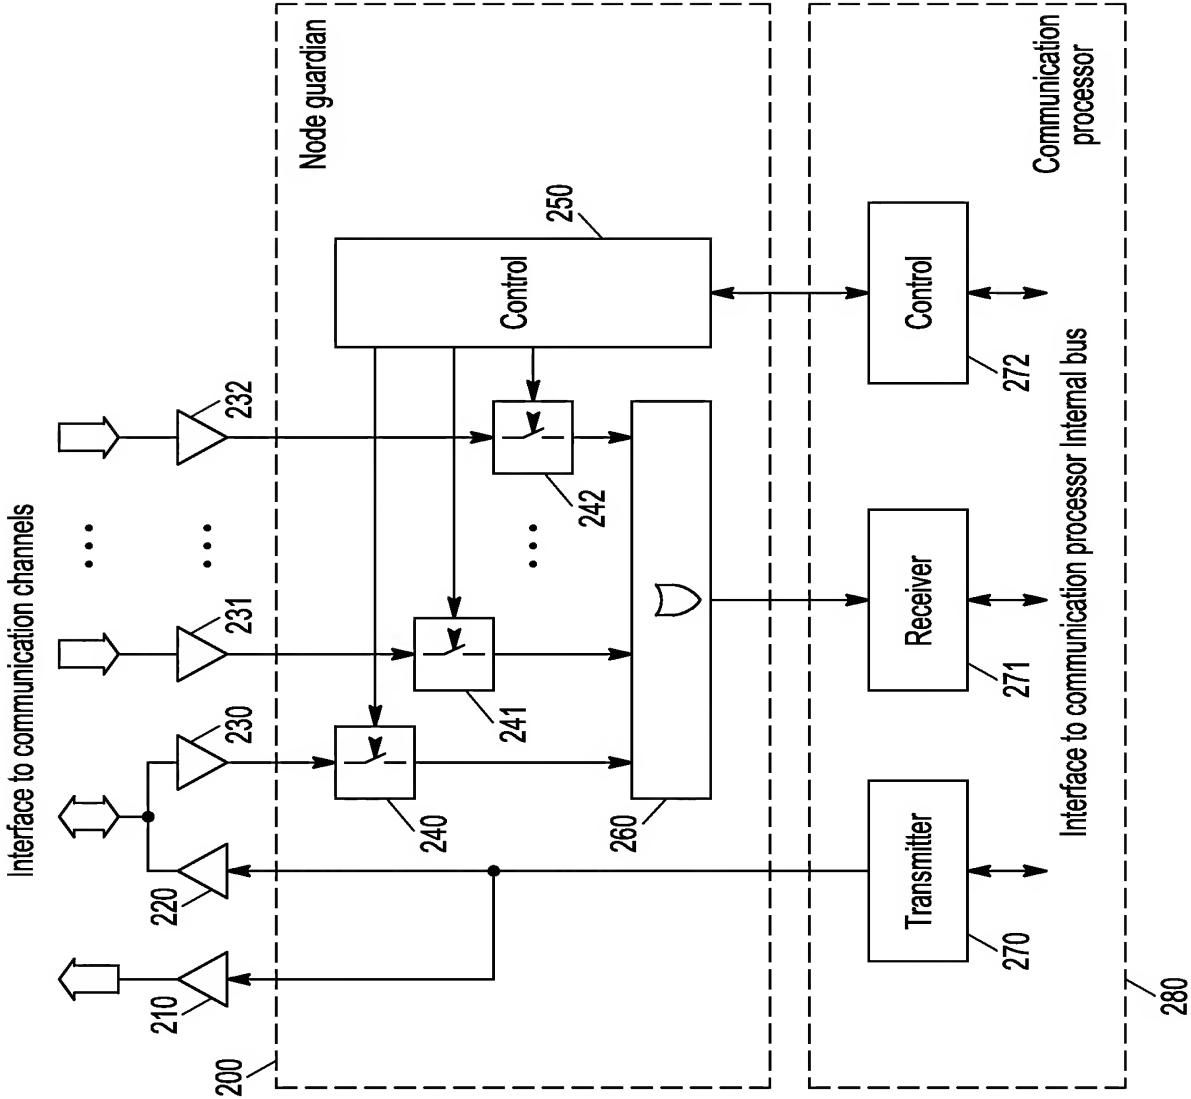 Interface to communication channels
210
220
230
231
232
200
Node guardian
240
241
242
Control
250
260
Transmitter
270
Receiver
271
Control
272
Communication
processor
Interface to communication processor Internal bus
280